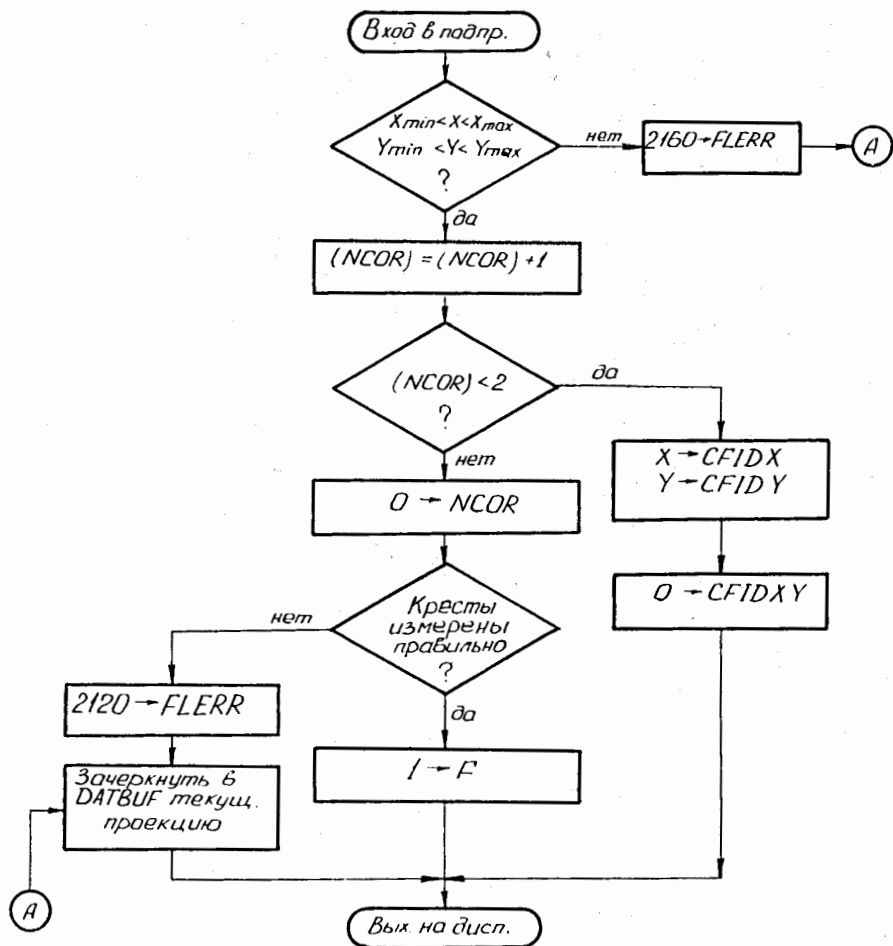 Вход в подпр.
Xmin<X<Xmax
Ymin <Y< Ymax
?
нет
2160→FLERR
A
да
(NCOR)=(NCOR)+1
(NCOR)<2
?
да
нет
X→CFIDX
Y→CFIDY
0→NCOR
0→CFIDXY
Кресты
измерены
правильно
?
нет
да
2120→FLERR
1→F
Зачеркнуть в
DATBUF текущ.
проекцию
A
Вых. на дисп.